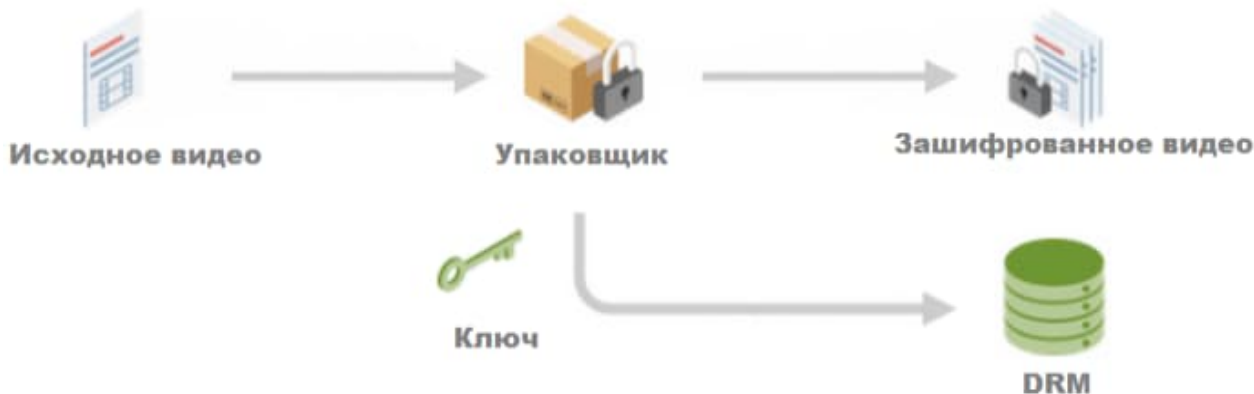 Исходное видео
Упаковщик
Зашифрованное видео
Ключ
DRM